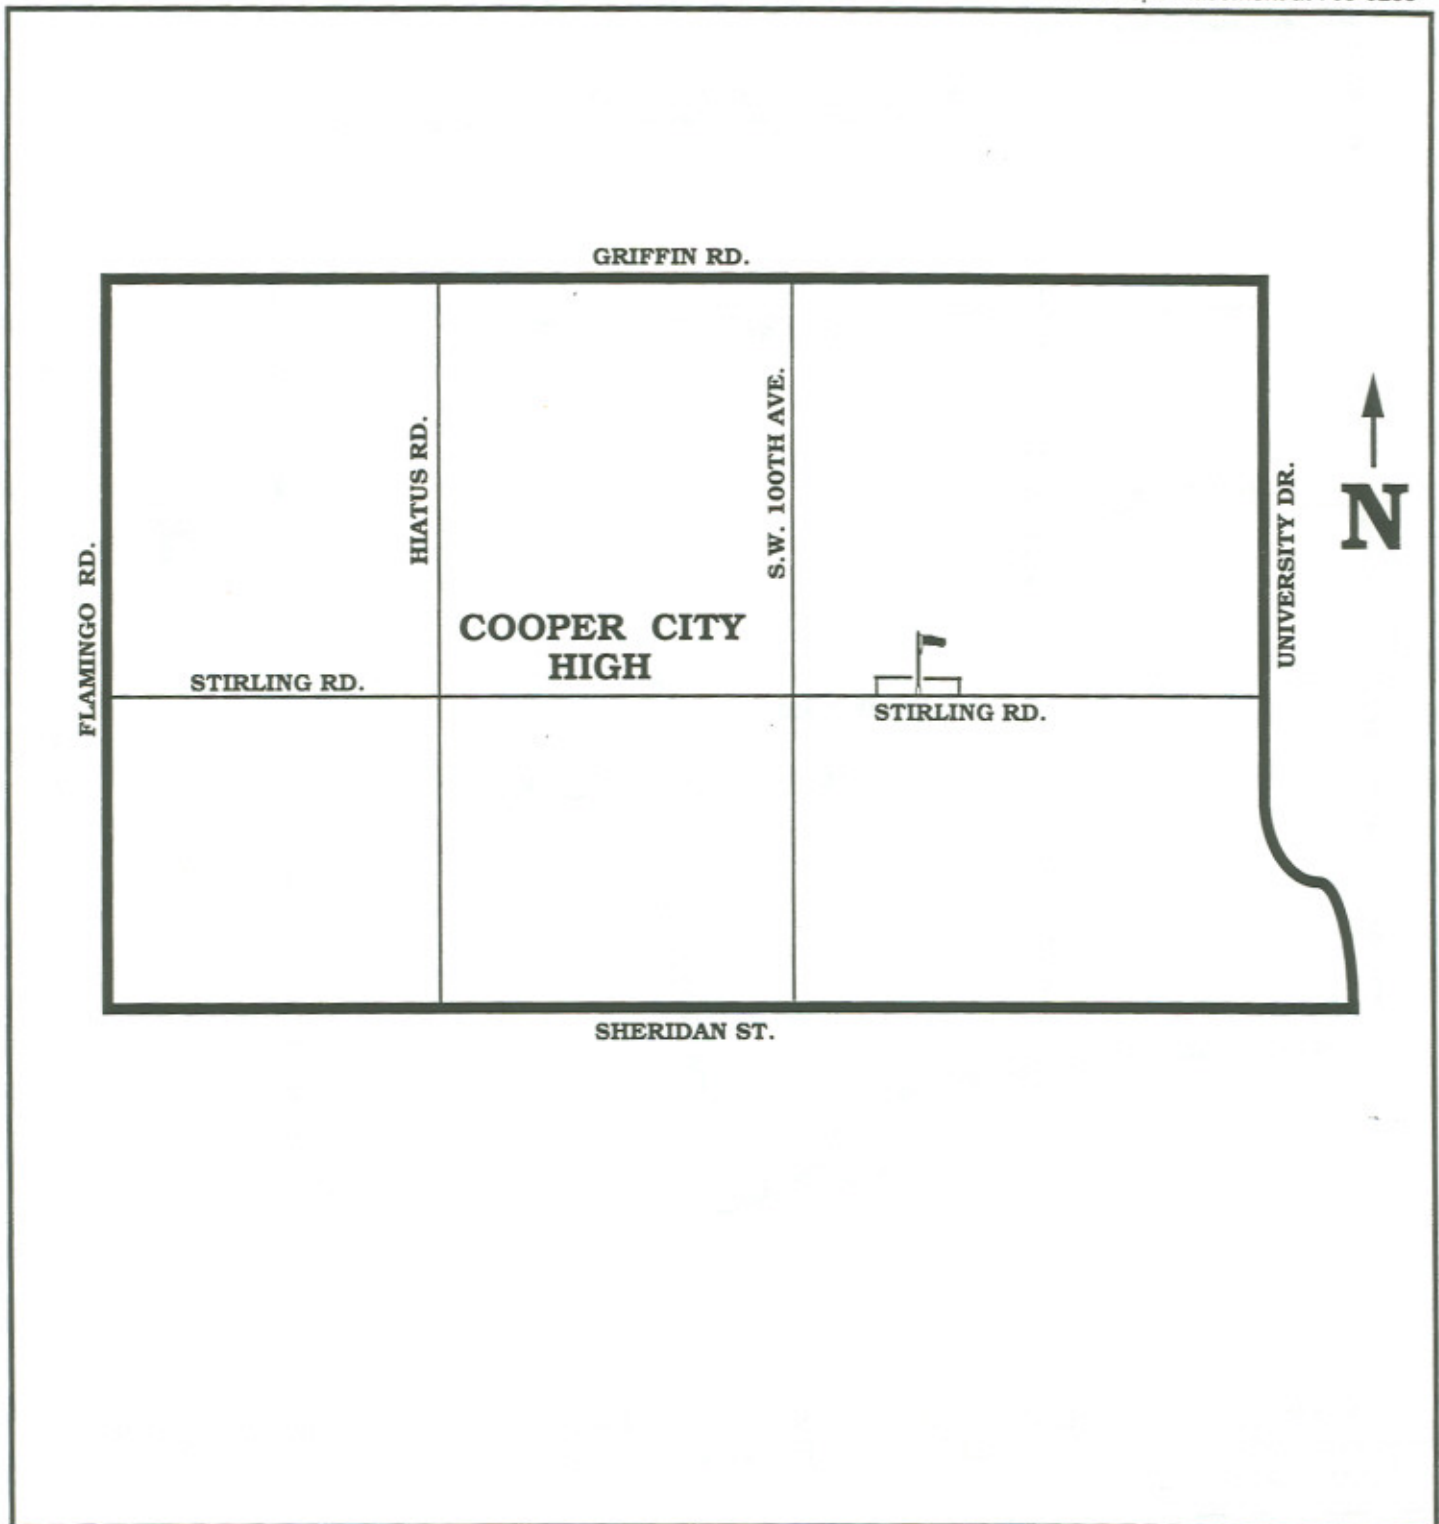 GRIFFIN RD.
HIATUS RD.
S.W. 100TH AVE.
UNIVERSITY DR.
N
FLAMINGO RD.
COOPER CITY
HIGH
STIRLING RD.
STIRLING RD.
SHERIDAN ST.